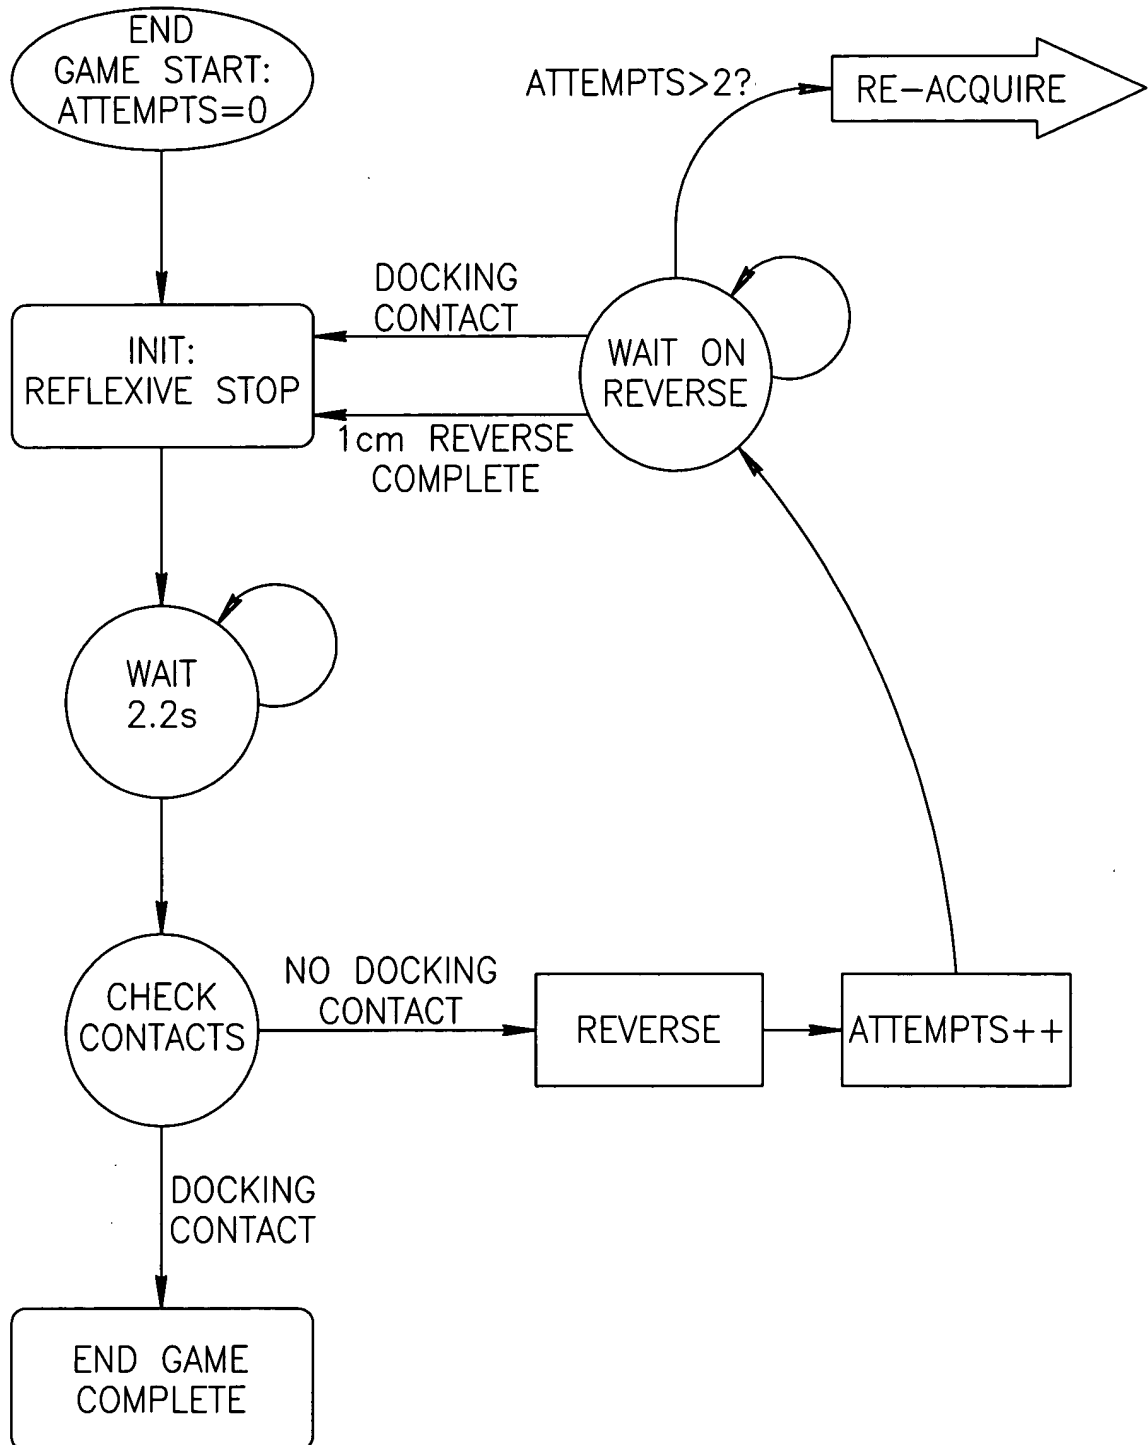 END
GAME START:
ATTEMPTS=0
ATTEMPTS>2?
RE-ACQUIRE
DOCKING
CONTACT
INIT:
REFLEXIVE STOP
WAIT ON
REVERSE
1cm REVERSE
COMPLETE
WAIT
2.2s
CHECK
CONTACTS
NO DOCKING
CONTACT
REVERSE
ATTEMPTS++
DOCKING
CONTACT
END GAME
COMPLETE